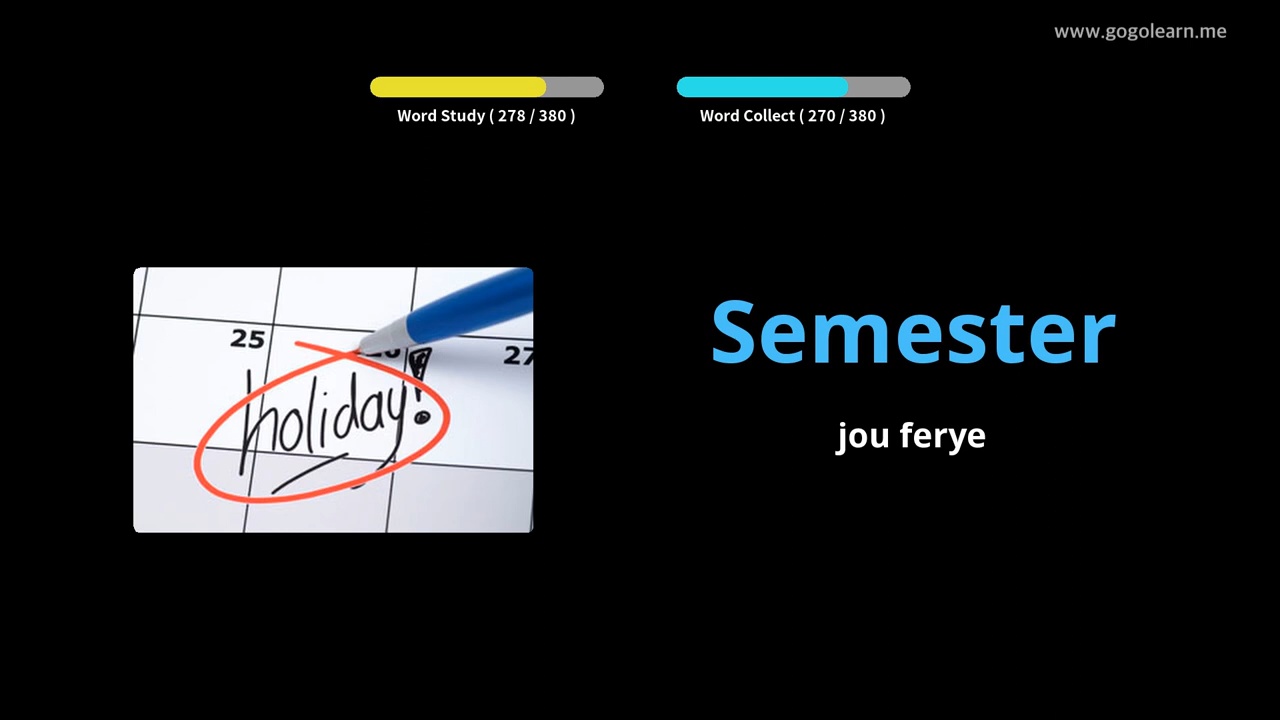 www.gogolearn.me
Word Study ( 278 / 380 )
Word Collect ( 270 / 380 )
25
27
holiday!
Semester
jou ferye